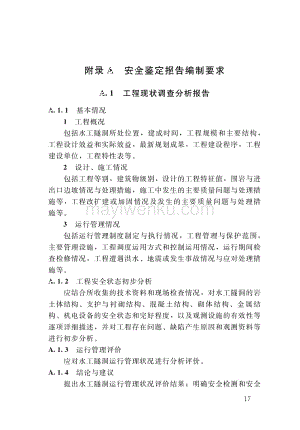 附录A 安全鉴定报告编制要求
A.1 工程现状调查分析报告
A.1.1 基本情况
1 工程概况
包括水工隧洞所处位置，建成时间，工程规模和主要结构，
工程设计效益和实际效益，最新规划成果，工程建设程序，工程
建设单位，工程特性表等。
2 设计、施工情况
包括工程等别，建筑物级别，设计的工程特征值，围岩与进
出口边坡情况与处理措施，施工中发生的主要质量问题与处理措
施等，工程改扩建或加固情况及发生的主要质量问题与处理措
施等。
3 运行管理情况
包括运行管理制度制定与执行情况，工程管理与保护范围，
主要管理设施，工程调度运用方式和控制运用情况，运行期间检
查检修情况，工程遭遇洪水、地震或发生事故情况与应对处理措
施等。
A.1.2 工程安全状态初步分析
应结合所收集的技术资料和现场检查情况，对水工隧洞的岩
土体结构、支护与衬砌结构、混凝土结构、砌体结构、金属结
构、机电设备的安全状态和完好程度，以及观测设施的有效性等
逐项详细描述，并对工程存在问题、缺陷产生原因和观测资料等
进行初步分析。
A.1.3 运行管理评价
应对水工隧洞运行管理状况进行分析评价。
A.1.4 结论与建议
提出水工隧洞运行管理状况评价结果；明确安全检测和安全
17
mayiwenku.com